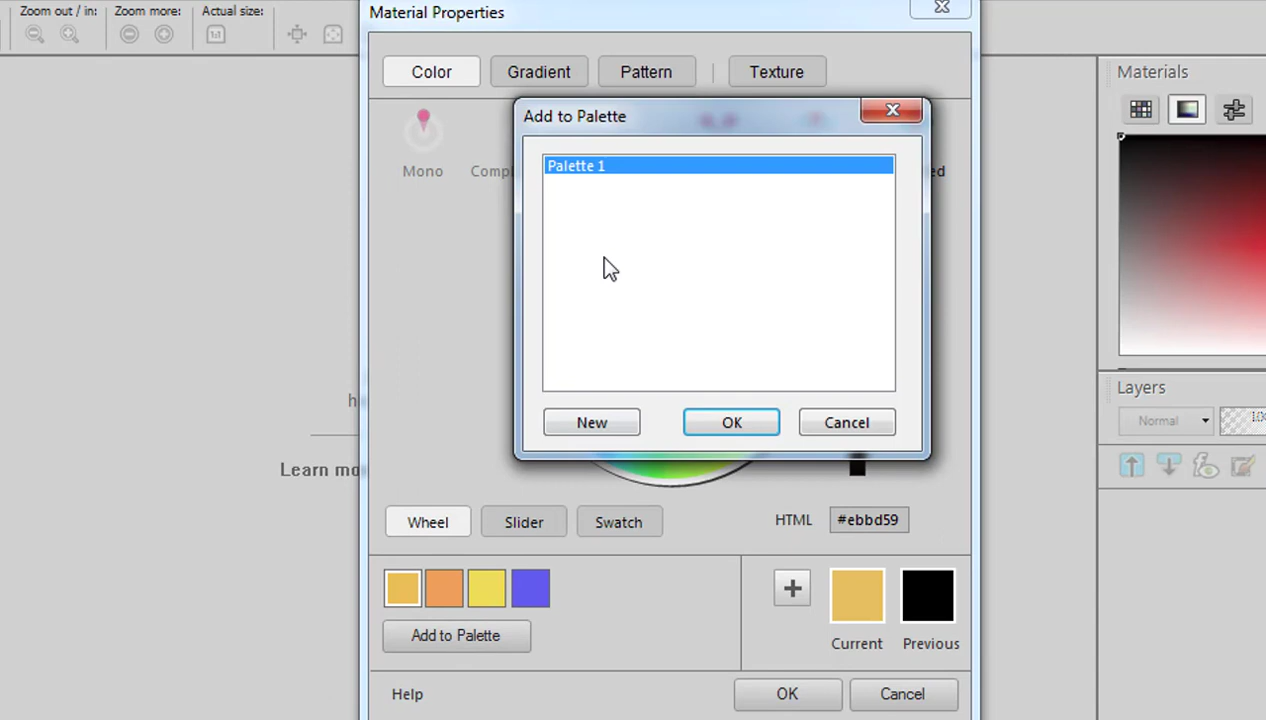 Zoom out / in: Zoom more: Actual size:
1:1
Material Properties
Color Gradient Pattern Texture
Materials
Add to Palette
Palette 1
Mono
New OK Cancel
Layers
Normal
Learn
Wheel Slider Swatch HTML #ebbd59
Add to Palette
Current Previous
Help OK Cancel